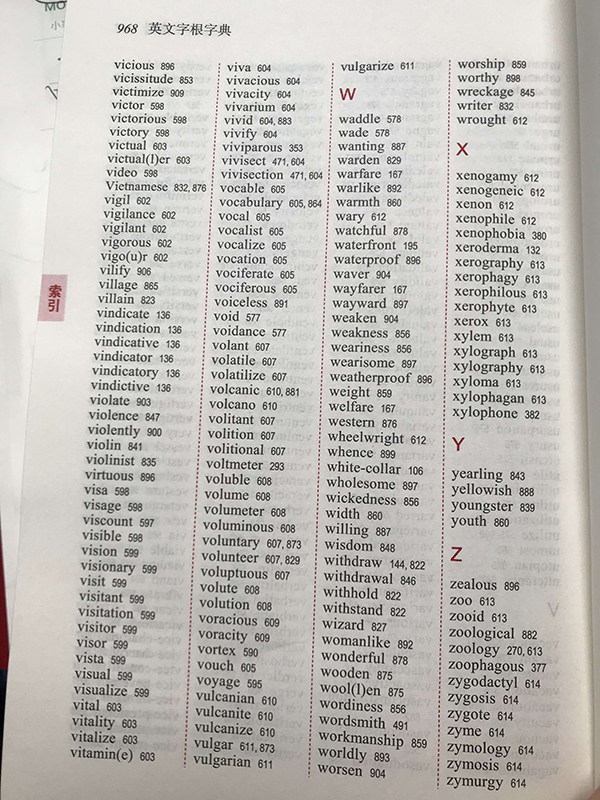 968 英文字根字典
vicious 896
vicissitude 853
victimize 909
victor 598
victorious 598
victory 598
victual 603
victual(l)er 603
video 598
Vietnamese 832, 876
vigil 602
vigilance 602
vigilant 602
vigorous 602
vigo(u)r 602
vilify 906
village 865
villain 823
vindicate 136
vindication 136
vindicative 136
vindicator 136
vindicatory 136
vindictive 136
violate 903
violence 847
violently 900
violin 841
violinist 835
virtuous 896
visa 598
visage 598
viscount 597
visible 598
vision 599
visionary 599
visit 599
visitant 599
visitation 599
visitor 599
visor 599
vista 599
visual 599
visualize 599
vital 603
vitality 603
vitalize 603
vitamin(e) 603
viva 604
vivacious 604
vivacity 604
vivarium 604
vivid 604, 883
vivify 604
viviparous 353
vivisect 471, 604
vivisection 471, 604
vocable 605
vocabulary 605, 864
vocal 605
vocalist 605
vocalize 605
vocation 605
vociferate 605
vociferous 605
voiceless 891
void 577
voidance 577
volant 607
volatile 607
volatilize 607
volcanic 610, 881
volcano 610
volitant 607
volition 607
volitional 607
voltmeter 293
voluble 608
volume 608
volumeter 608
voluminous 608
voluntary 607, 873
volunteer 607, 829
voluptuous 607
volute 608
volution 608
voracious 609
voracity 609
vortex 590
vouch 605
voyage 595
vulcanian 610
vulcanite 610
vulcanize 610
vulgar 611, 873
vulgarian 611
vulgarize 611
W
waddle 578
wade 578
wanting 887
warden 829
warfare 167
warlike 892
warmth 860
wary 612
watchful 878
waterfront 195
waterproof 896
waver 904
wayfarer 167
wayward 897
weaken 904
weakness 856
weariness 856
wearisome 897
weatherproof 896
weight 859
welfare 167
western 876
wheelwright 612
whence 899
white-collar 106
wholesome 897
wickedness 856
width 860
willing 887
wisdom 848
withdraw 144, 822
withdrawal 846
withhold 822
withstand 822
wizard 827
womanlike 892
wonderful 878
wooden 875
wool(l)en 875
wordiness 856
wordsmith 491
workmanship 859
worldly 893
worsen 904
worship 859
worthy 898
wreckage 845
writer 832
wrought 612
X
xenogamy 612
xenogeneic 612
xenon 612
xenophile 612
xenophobia 380
xeroderma 132
xerography 613
xerophagy 613
xerophilous 613
xerophyte 613
xerox 613
xylem 613
xylograph 613
xylography 613
xyloma 613
xylophagan 613
xylophone 382
Y
yearling 843
yellowish 888
youngster 839
youth 860
Z
zealous 896
zoo 613
zooid 613
zoological 882
zoology 270, 613
zoophagous 377
zygodactyl 614
zygosis 614
zygote 614
zyme 614
zymology 614
zymosis 614
zymurgy 614
索引